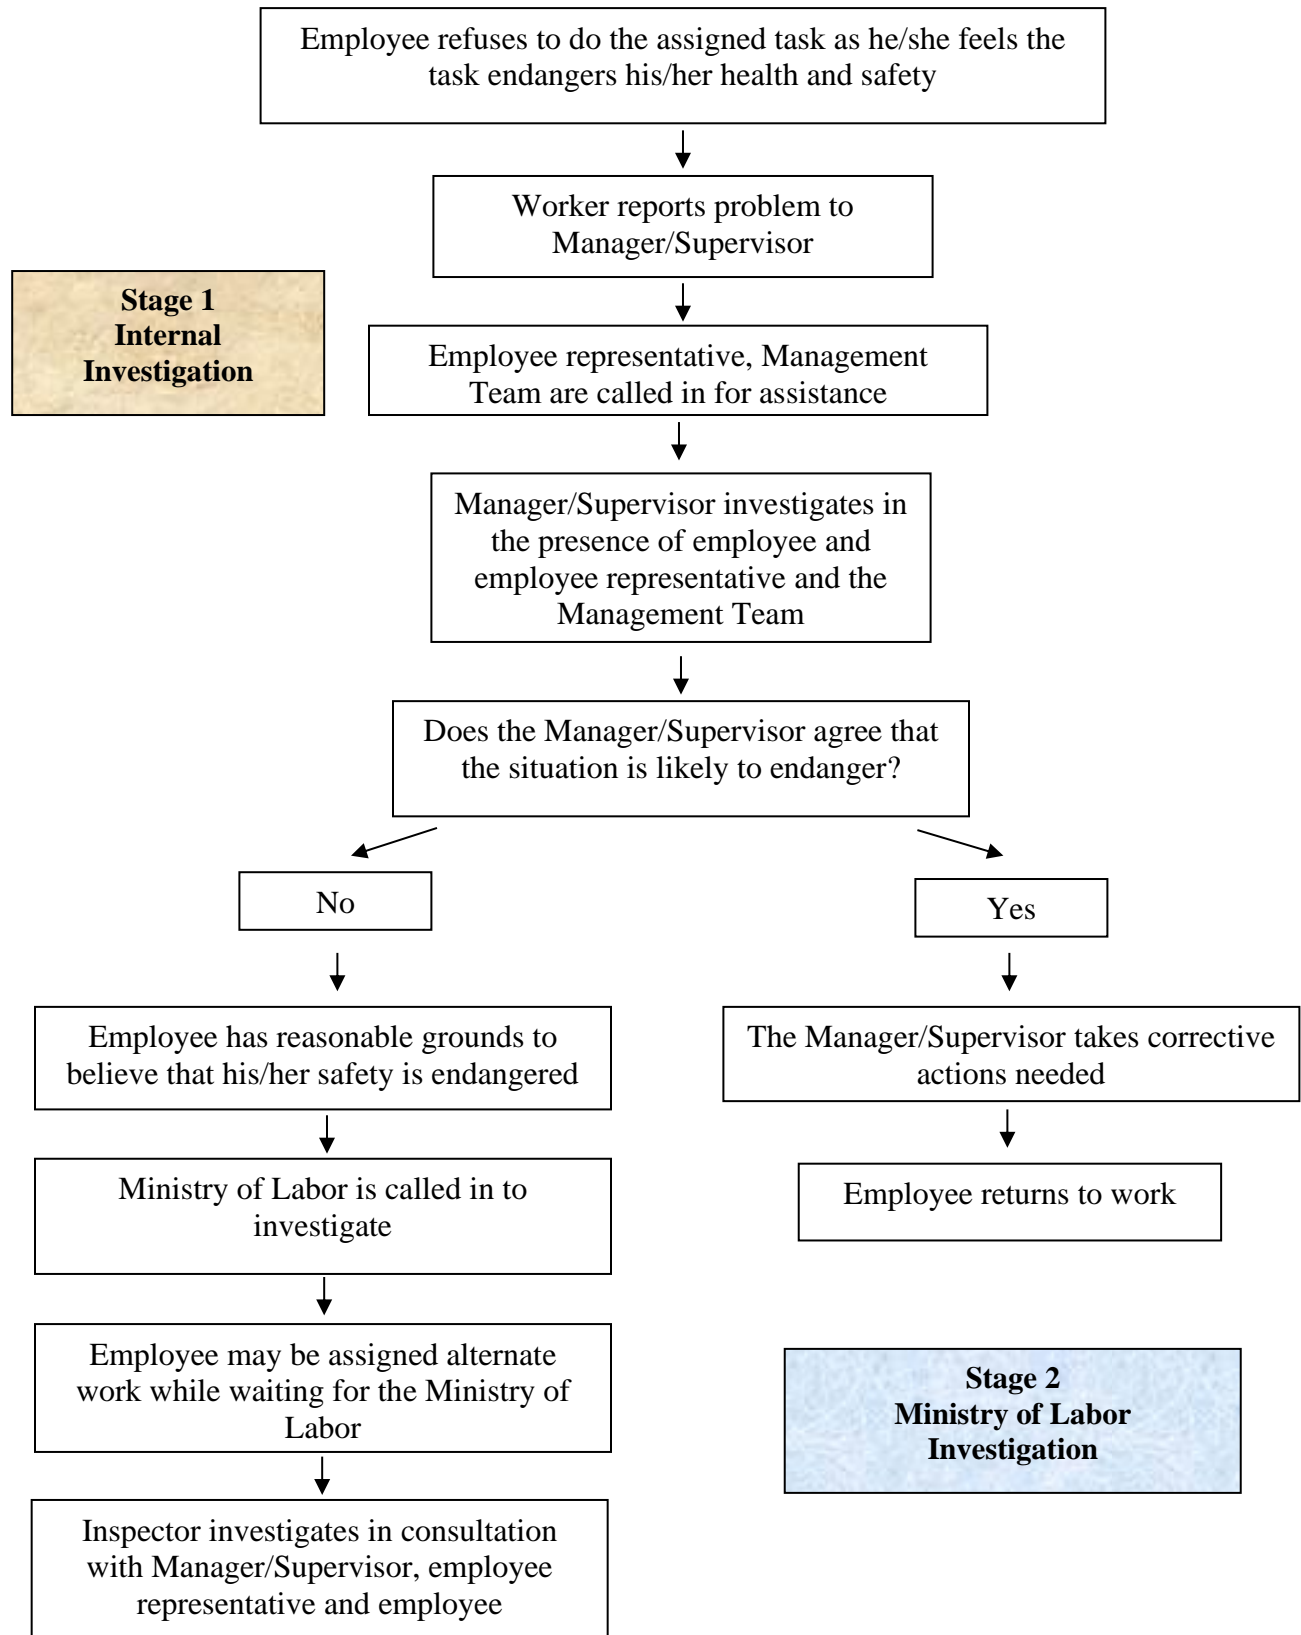 Employee refuses to do the assigned task as he/she feels the
task endangers his/her health and safety
Worker reports problem to
Manager/Supervisor
Stage 1
Internal
Investigation
Employee representative, Management
Team are called in for assistance
Manager/Supervisor investigates in
the presence of employee and
employee representative and the
Management Team
Does the Manager/Supervisor agree that
the situation is likely to endanger?
No
Yes
Employee has reasonable grounds to
believe that his/her safety is endangered
The Manager/Supervisor takes corrective
actions needed
Ministry of Labor is called in to
investigate
Employee returns to work
Employee may be assigned alternate
work while waiting for the Ministry of
Labor
Stage 2
Ministry of Labor
Investigation
Inspector investigates in consultation
with Manager/Supervisor, employee
representative and employee